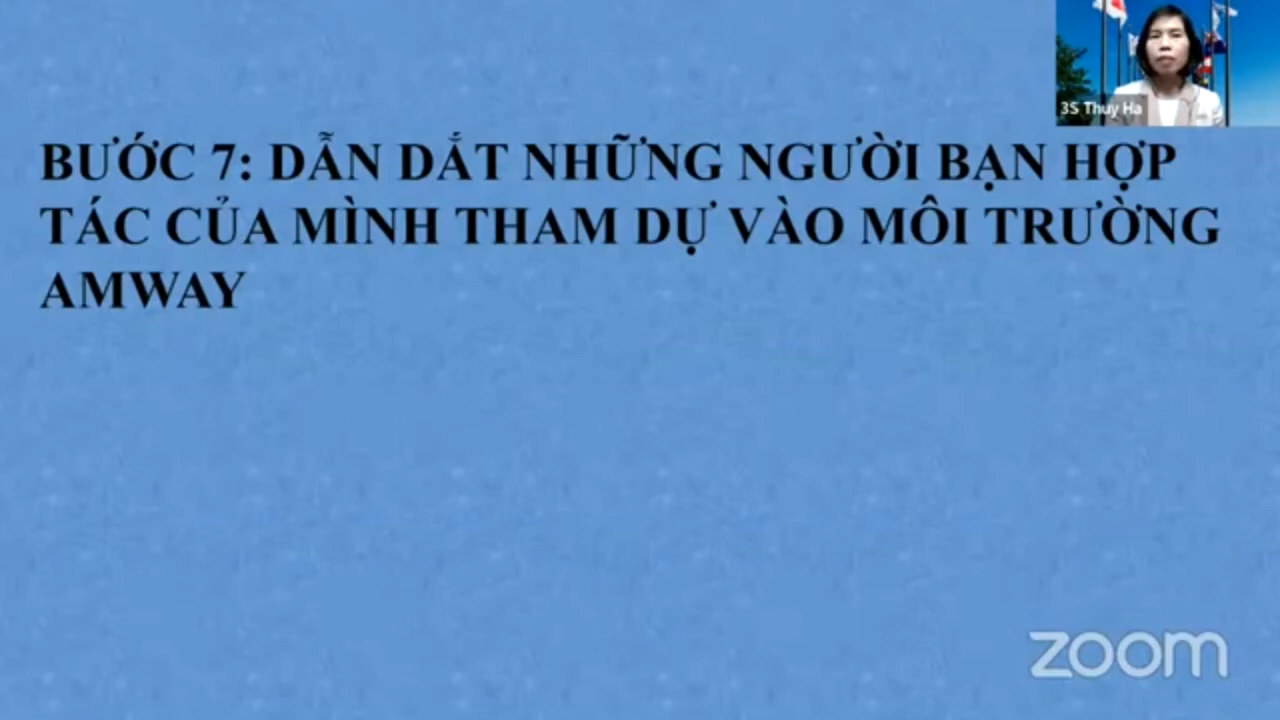 3S Thuy Ha
BƯỚC 7: DẪN DẮT NHỮNG NGƯỜI BẠN HỢP
TÁC CỦA MÌNH THAM DỰ VÀO MÔI TRƯỜNG
AMWAY
zoom